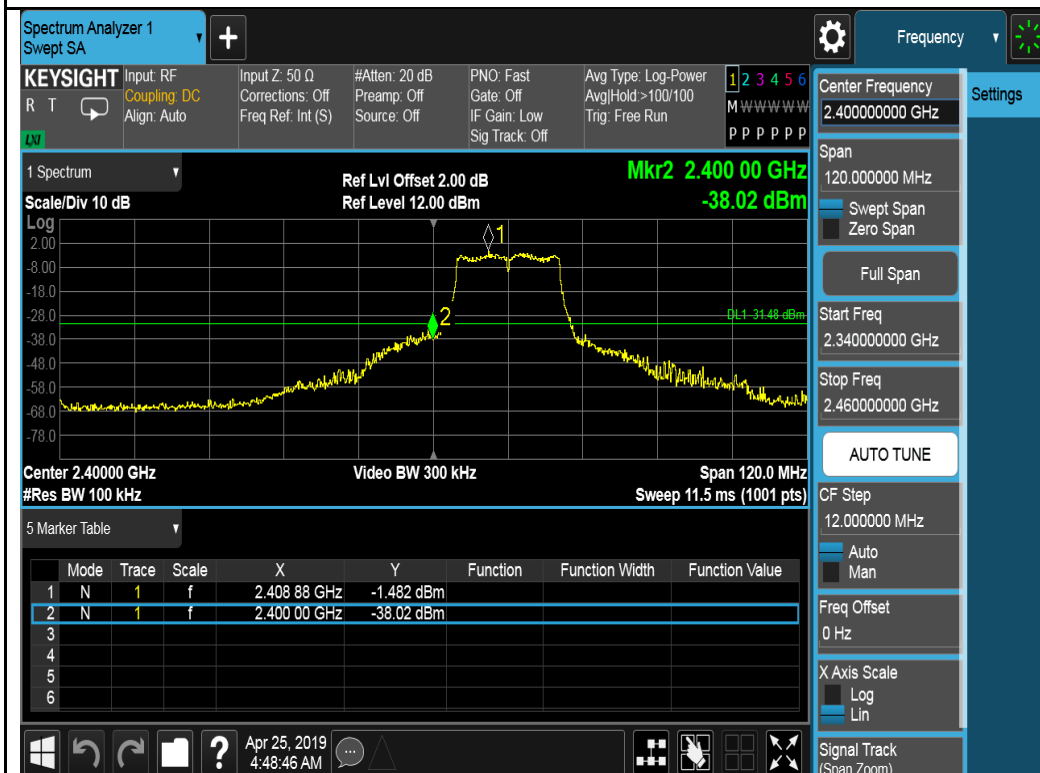 Spectrum Analyzer 1
Swept SA
+
Frequency
KEYSIGHT
R T
LXI
Input: RF
Coupling: DC
Align: Auto
Input Z: 50 Ω
Corrections: Off
Freq Ref: Int (S)
#Atten: 20 dB
Preamp: Off
Source: Off
PNO: Fast
Gate: Off
IF Gain: Low
Sig Track: Off
Avg Type: Log-Power
Avg|Hold:>100/100
Trig: Free Run
1 2 3 4 5 6
M W W W W W
P P P P P P
1 Spectrum
Scale/Div 10 dB
Ref Lvl Offset 2.00 dB
Ref Level 12.00 dBm
Mkr2 2.400 00 GHz
-38.02 dBm
Log
2.00
-8.00
-18.0
-28.0
-38.0
-48.0
-58.0
-68.0
-78.0
1
2
DL1 -31.48 dBm
Center 2.40000 GHz
#Res BW 100 kHz
Video BW 300 kHz
Span 120.0 MHz
Sweep 11.5 ms (1001 pts)
5 Marker Table
Mode Trace Scale X Y Function Function Width Function Value
1 N 1 f 2.408 88 GHz -1.482 dBm
2 N 1 f 2.400 00 GHz -38.02 dBm
3
4
5
6
?
Apr 25, 2019
4:48:46 AM
Center Frequency
2.400000000 GHz
Span
120.000000 MHz
Swept Span
Zero Span
Full Span
Start Freq
2.340000000 GHz
Stop Freq
2.460000000 GHz
AUTO TUNE
CF Step
12.000000 MHz
Auto
Man
Freq Offset
0 Hz
X Axis Scale
Log
Lin
Signal Track
(Span Zoom)
Settings